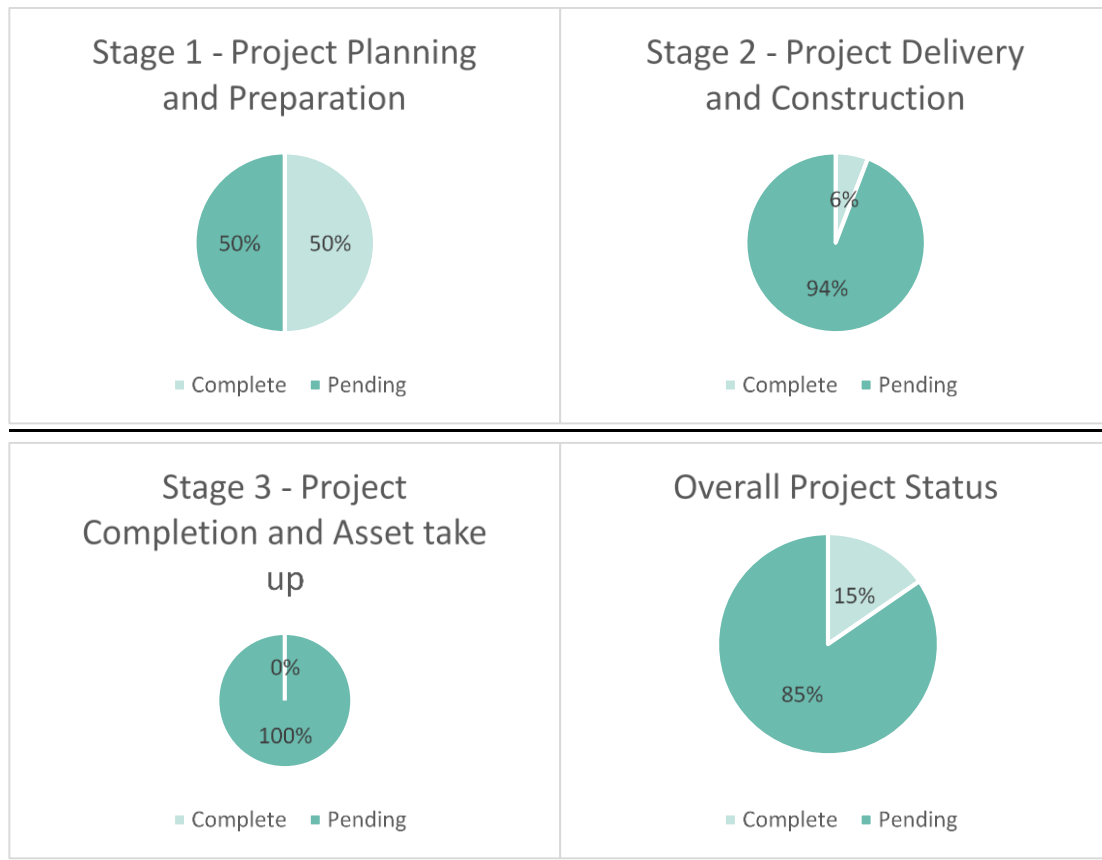 Stage 1 - Project Planning
and Preparation
50%
50%
Complete
Pending
Stage 2 - Project Delivery
and Construction
6%
94%
Complete
Pending
Stage 3 - Project
Completion and Asset take
up
0%
100%
Complete
Pending
Overall Project Status
15%
85%
Complete
Pending